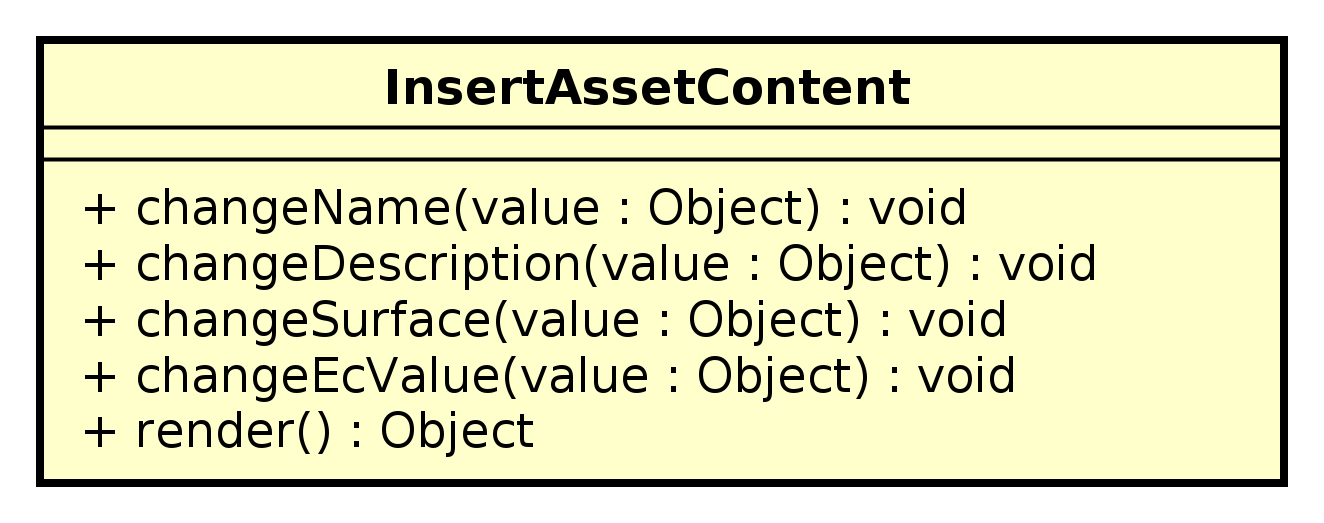 InsertAssetContent
+ changeName(value : Object) : void
+ changeDescription(value : Object) : void
+ changeSurface(value : Object) : void
+ changeEcValue(value : Object) : void
+ render() : Object